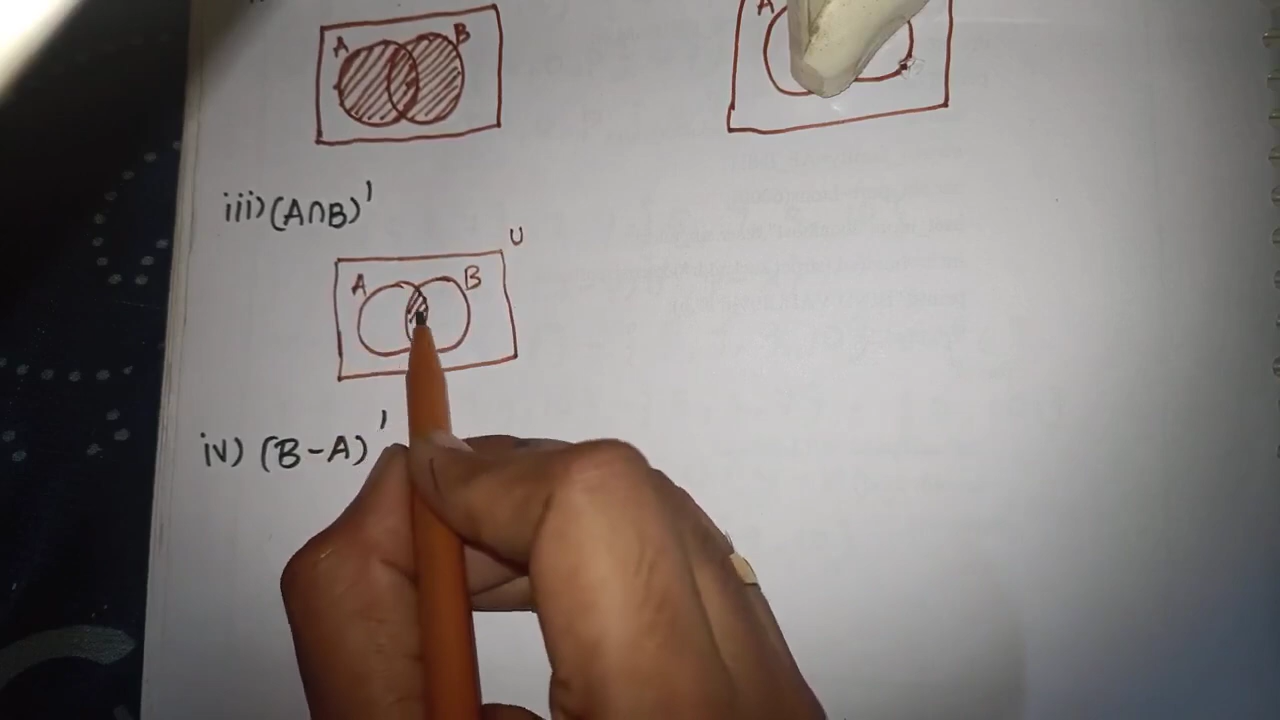 A B
A
iii) (A∩B)'
U
A B
iv) (B-A)'